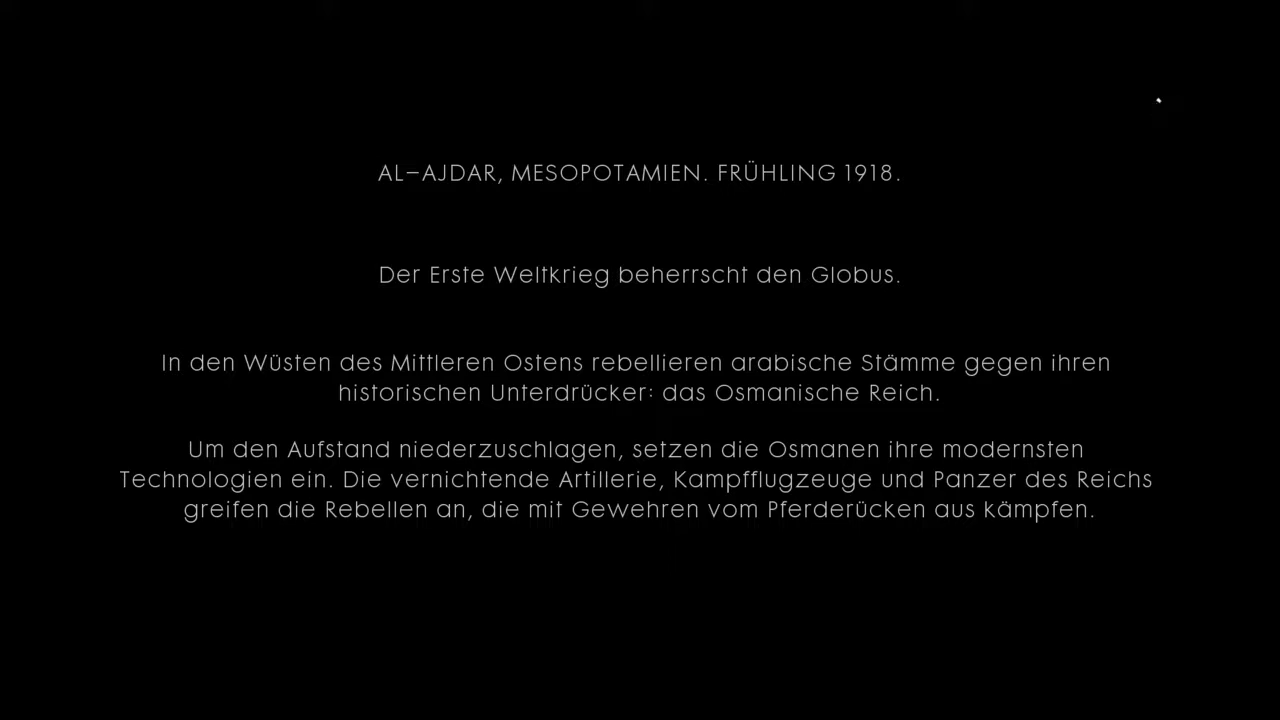 AL–AJDAR, MESOPOTAMIEN. FRÜHLING 1918.
Der Erste Weltkrieg beherrscht den Globus.
In den Wüsten des Mittleren Ostens rebellieren arabische Stämme gegen ihren
historischen Unterdrücker: das Osmanische Reich.
Um den Aufstand niederzuschlagen, setzen die Osmanen ihre modernsten
Technologien ein. Die vernichtende Artillerie, Kampfflugzeuge und Panzer des Reichs
greifen die Rebellen an, die mit Gewehren vom Pferderücken aus kämpfen.